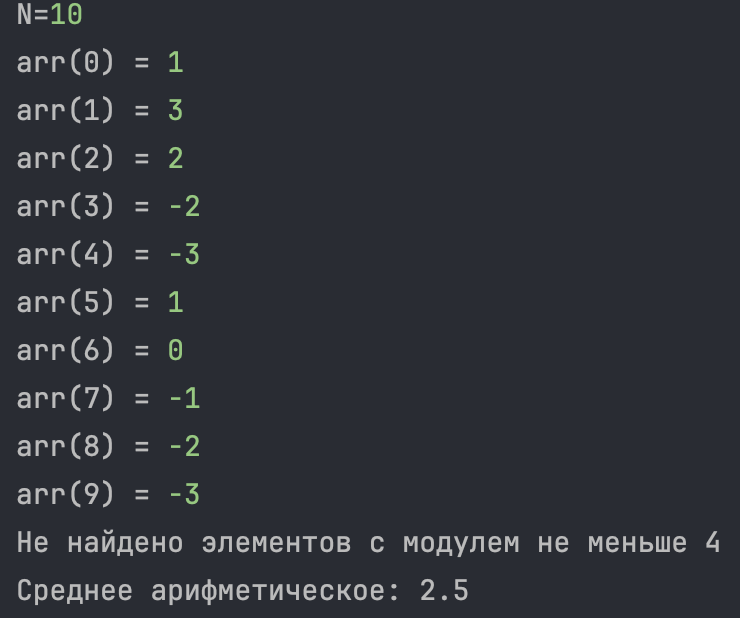 N=10
arr(0) = 1
arr(1) = 3
arr(2) = 2
arr(3) = -2
arr(4) = -3
arr(5) = 1
arr(6) = 0
arr(7) = -1
arr(8) = -2
arr(9) = -3
Не найдено элементов с модулем не меньше 4
Среднее арифметическое: 2.5